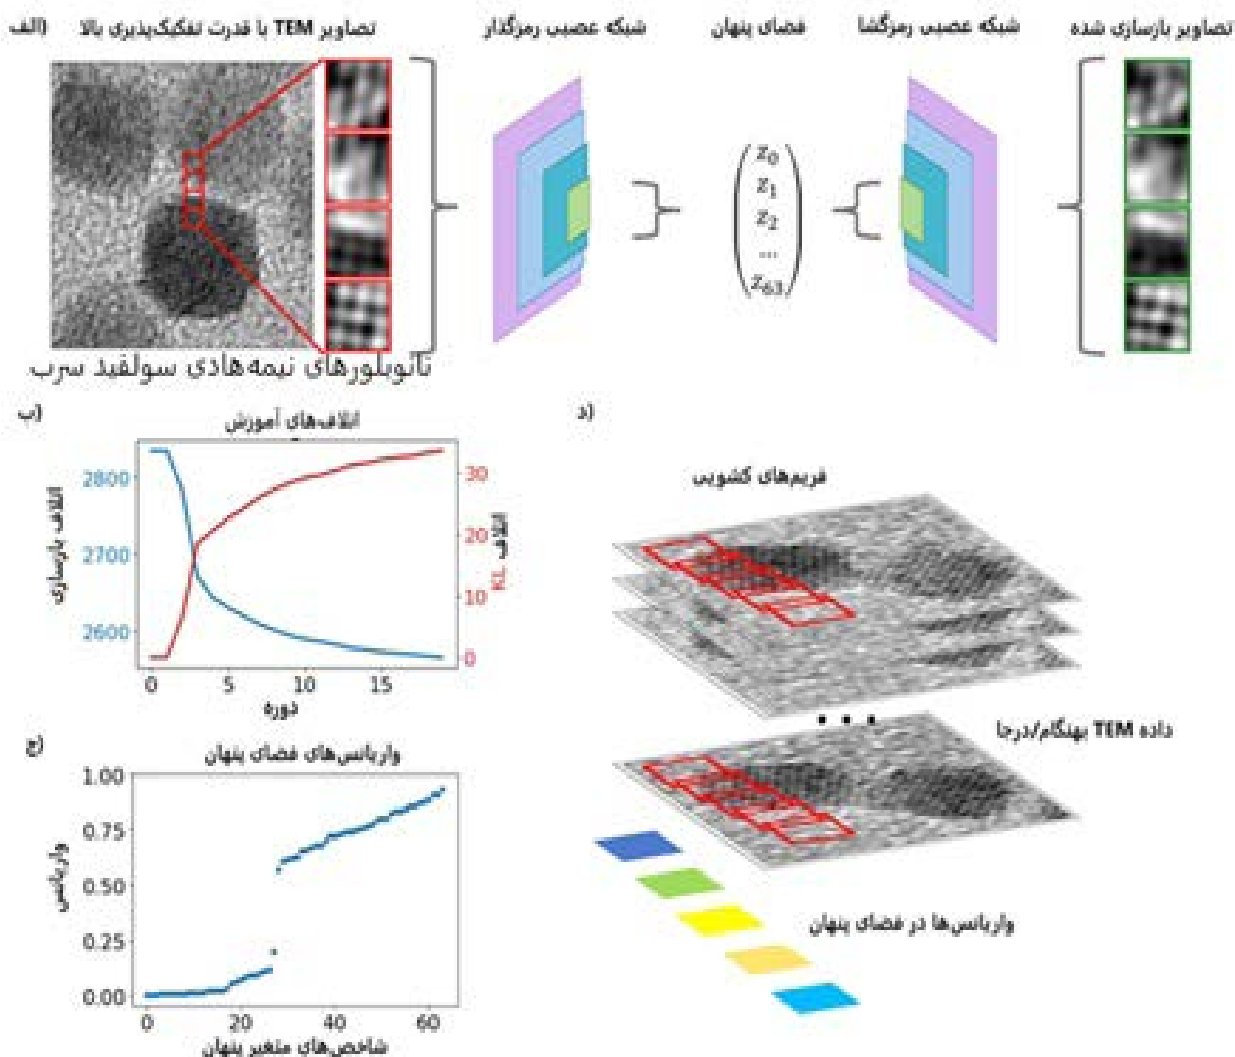 الف)
تصاویر TEM با قدرت تفکیک‌پذیری بالا
شبکه عصبی رمزگذار
فضای پنهان
شبکه عصبی رمزگشا
تصاویر بازسازی شده
z0
z1
z2
...
z63
نانوبلورهای نیمه‌هادی سولفید سرب
ب)
اتلاف‌های آموزش
اتلاف بازسازی
2800
2700
2600
اتلاف KL
30
20
10
0
0 5 10 15
دوره
ج)
واریانس‌های فضای پنهان
واریانس
1.00
0.75
0.50
0.25
0.00
0 20 40 60
شاخص‌های متغیر پنهان
د)
فریم‌های کشویی
...
داده TEM بهنگام/درجا
واریانس‌ها در فضای پنهان